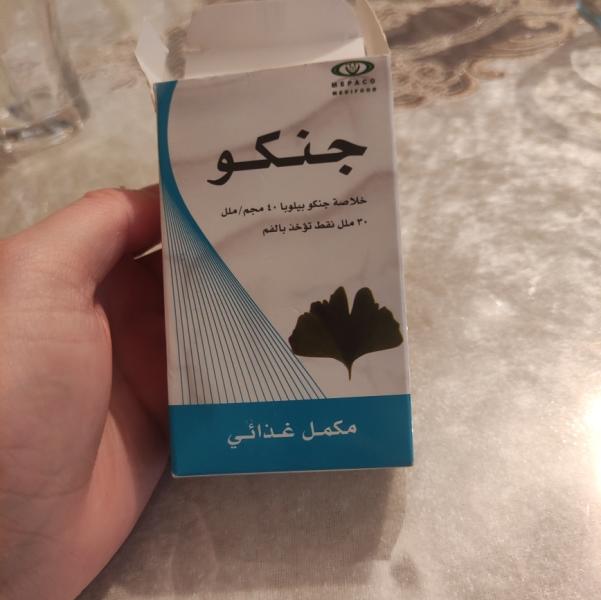 MEPACO
MEDIFOOD
جنكو
خلاصة جنكو بيلوبا ٤٠ مجم/ملل
٣٠ ملل نقط تؤخذ بالفم
مكمل غذائي